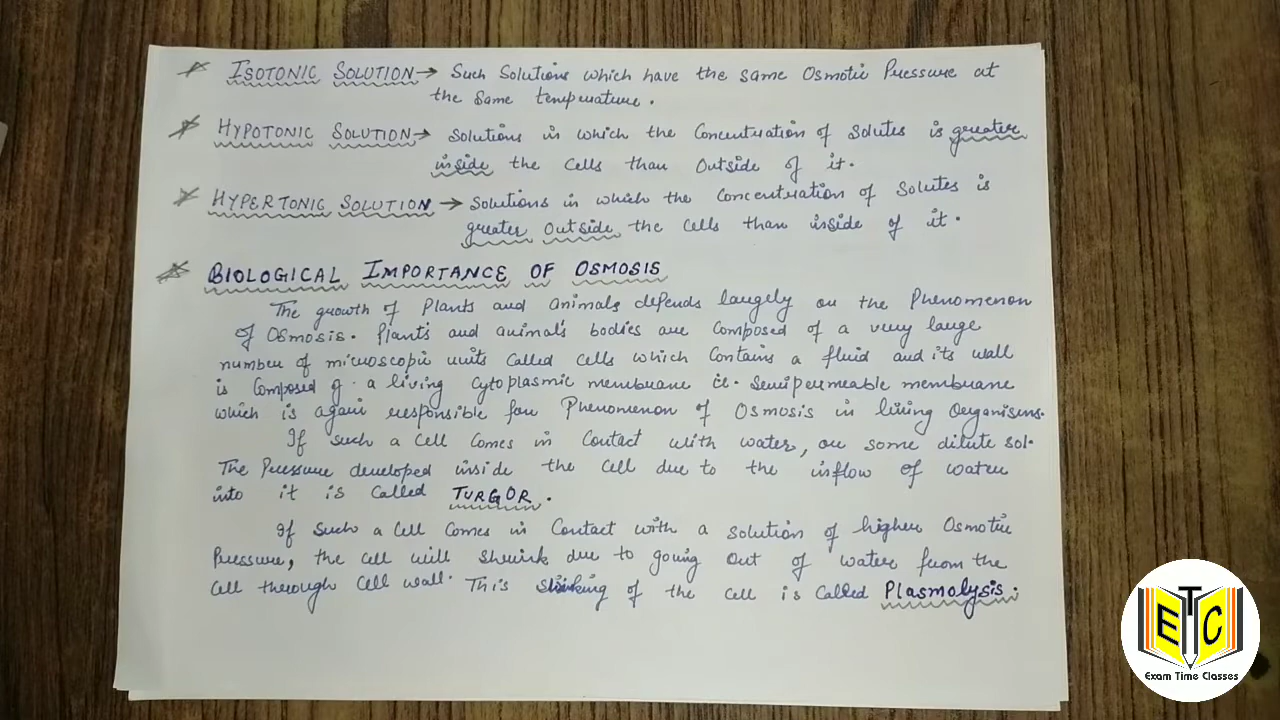 ISOTONIC SOLUTION → Such Solutions which have the same Osmotic Pressure at
the same temperature.
HYPOTONIC SOLUTION → Solutions in which the Concentration of Solutes is greater
inside the cells than outside of it.
HYPERTONIC SOLUTION → Solutions in which the Concentration of Solutes is
greater outside the cells than inside of it.
BIOLOGICAL IMPORTANCE OF OSMOSIS
The growth of Plants and animals depends largely on the Phenomenon
of Osmosis. Plants and animal's bodies are Composed of a very large
number of microscopic units called cells which Contains a fluid and its wall
is Composed of a living cytoplasmic membrane i.e. Semipermeable membrane
which is again responsible for Phenomenon of Osmosis in living Organisms.
If such a cell comes in Contact with water, or some dilute sol.
The Pressure developed inside the cell due to the inflow of water
into it is called TURGOR.
If such a cell comes in Contact with a solution of higher Osmotic
Pressure, the cell will shrink due to going out of water from the
cell through cell wall. This shrinking of the cell is called Plasmolysis.
ETC
Exam Time Classes